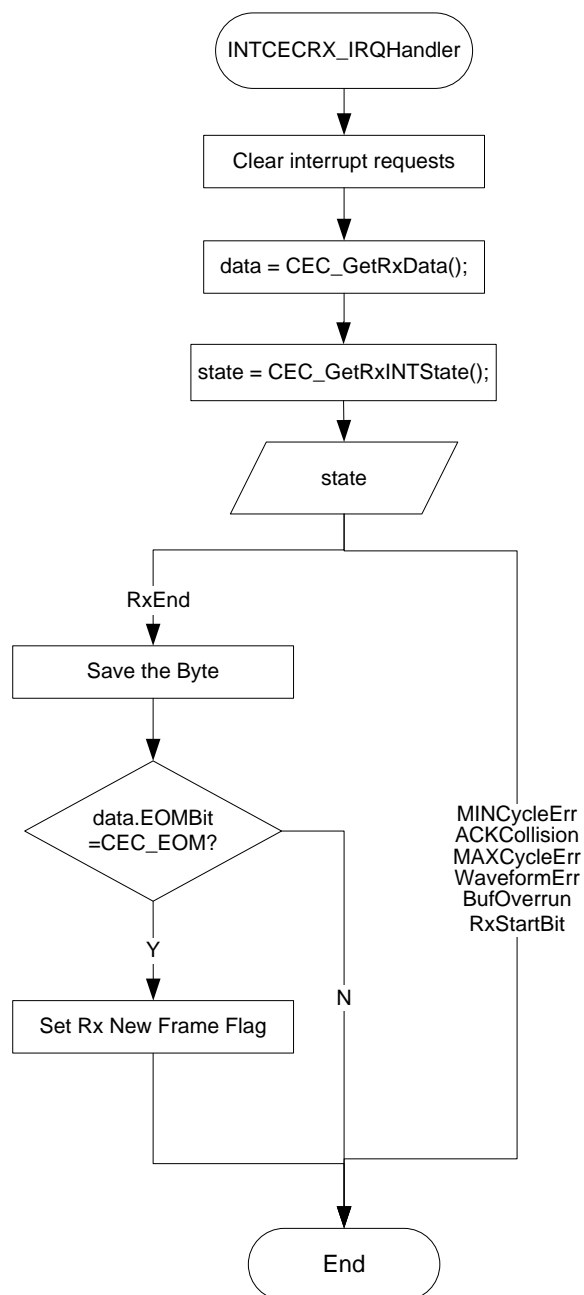 INTCECRX_IRQHandler
Clear interrupt requests
data = CEC_GetRxData();
state = CEC_GetRxINTState();
state
RxEnd
Save the Byte
data.EOMBit
=CEC_EOM?
MINCycleErr
ACKCollision
MAXCycleErr
WaveformErr
BufOverrun
RxStartBit
Y
N
Set Rx New Frame Flag
End